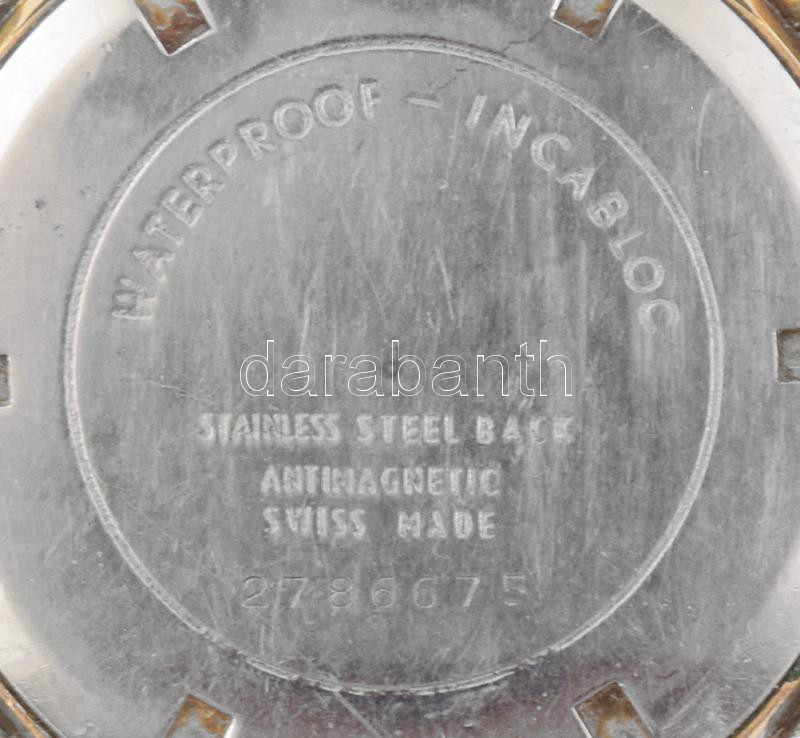 WATERPROOF - INCABLOC
darabanth
STAINLESS STEEL BACK
ANTIMAGNETIC
SWISS MADE
2786675